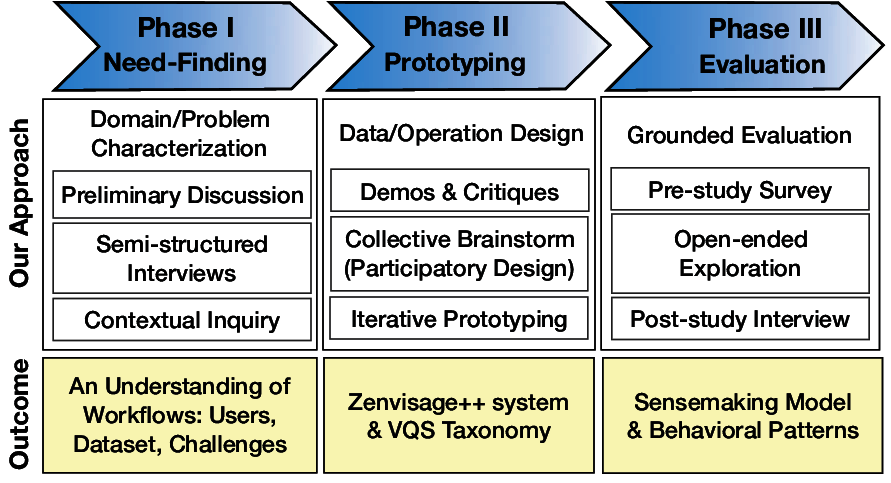 Phase I
Need-Finding
Phase II
Prototyping
Phase III
Evaluation
Our Approach
Domain/Problem
Characterization
Preliminary Discussion
Semi-structured
Interviews
Contextual Inquiry
Data/Operation Design
Demos & Critiques
Collective Brainstorm
(Participatory Design)
Iterative Prototyping
Grounded Evaluation
Pre-study Survey
Open-ended
Exploration
Post-study Interview
Outcome
An Understanding of
Workflows: Users,
Dataset, Challenges
Zenvisage++ system
& VQS Taxonomy
Sensemaking Model
& Behavioral Patterns